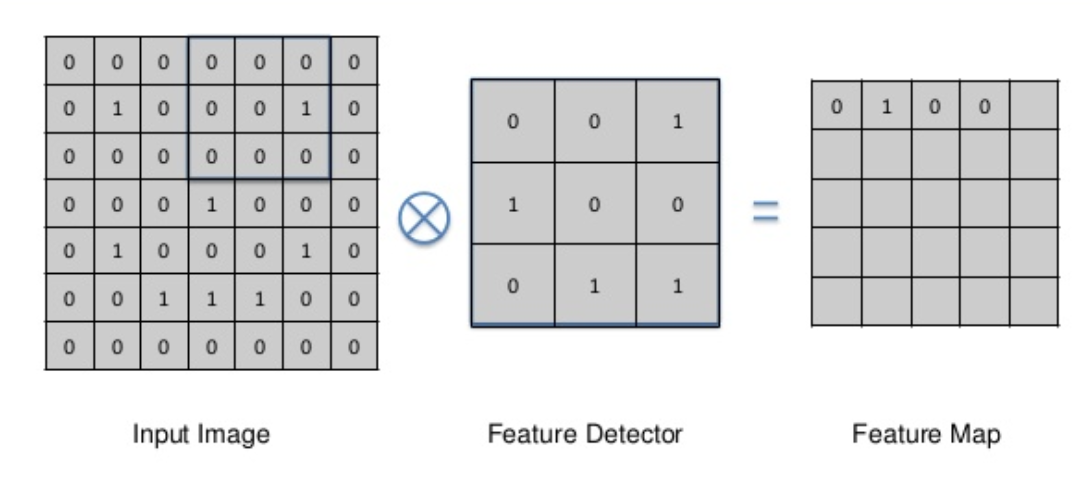 0 0 0 0 0 0 0
0 1 0 0 0 1 0
0 0 0 0 0 0 0
0 0 0 1 0 0 0
0 1 0 0 0 1 0
0 0 1 1 1 0 0
0 0 0 0 0 0 0
0 0 1
1 0 0
0 1 1
=
0 1 0 0
Input Image
Feature Detector
Feature Map